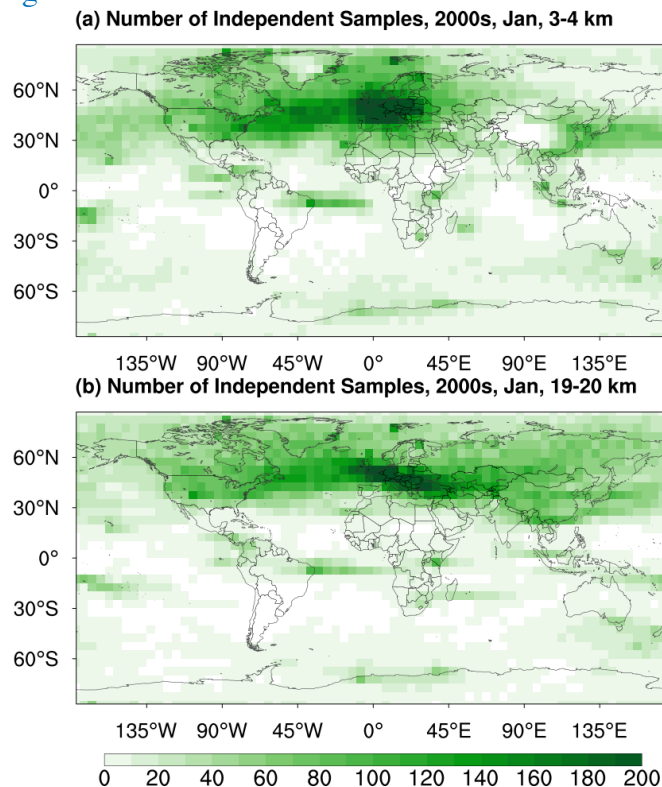 g
(a) Number of Independent Samples, 2000s, Jan, 3-4 km
60°N
30°N
0°
30°S
60°S
135°W 90°W 45°W 0° 45°E 90°E 135°E
(b) Number of Independent Samples, 2000s, Jan, 19-20 km
60°N
30°N
0°
30°S
60°S
135°W 90°W 45°W 0° 45°E 90°E 135°E
0 20 40 60 80 100 120 140 160 180 200